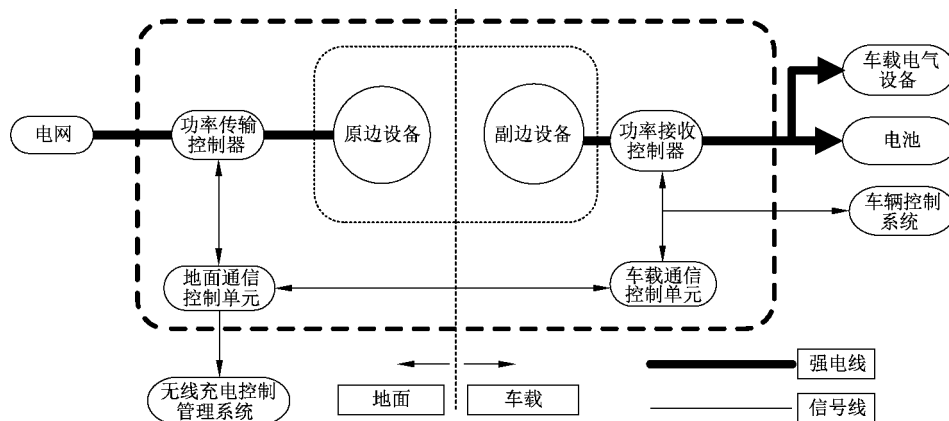 电网
功率传输
控制器
原边设备
副边设备
功率接收
控制器
车载电气
设备
电池
车辆控制
系统
地面通信
控制单元
车载通信
控制单元
无线充电控制
管理系统
地面
车载
强电线
信号线